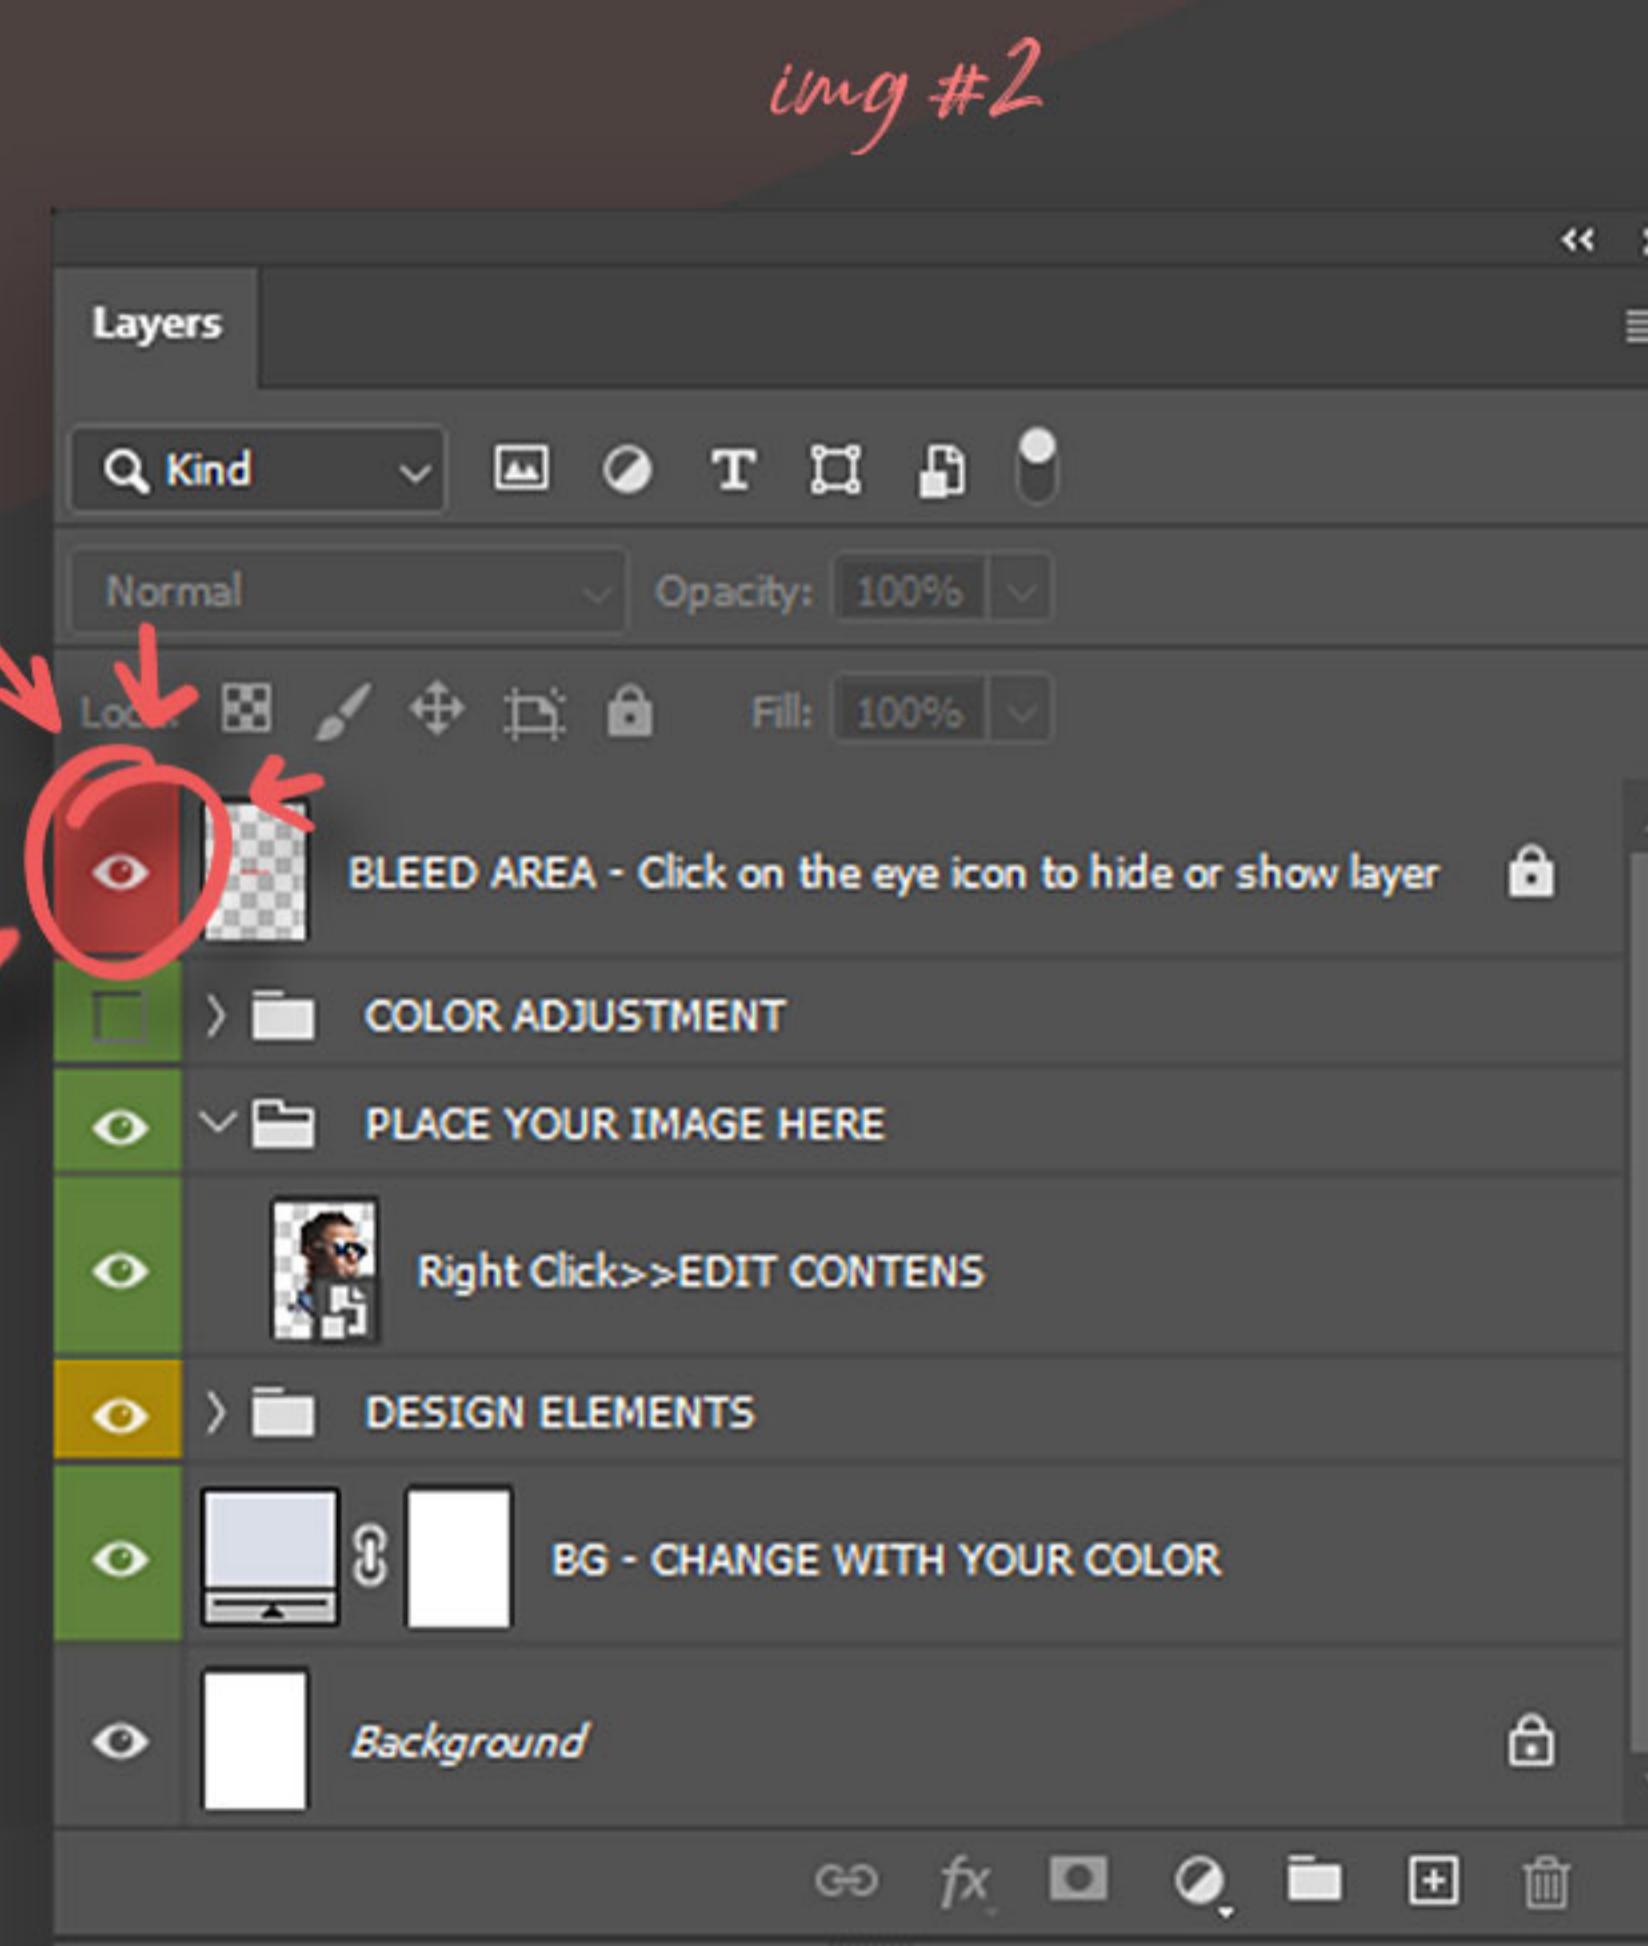 img #2
Layers
Kind
Normal Opacity: 100%
Lock: Fill: 100%
BLEED AREA - Click on the eye icon to hide or show layer
COLOR ADJUSTMENT
PLACE YOUR IMAGE HERE
Right Click>>EDIT CONTENS
DESIGN ELEMENTS
BG - CHANGE WITH YOUR COLOR
Background
fx